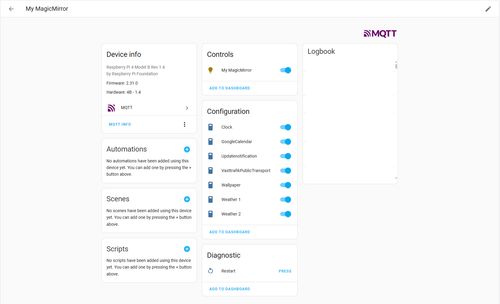 My MagicMirror
MQTT
Device info
Raspberry Pi 4 Model B Rev 1.4
by Raspberry Pi Foundation
Firmware: 2.31.0
Hardware: 4B - 1.4
MQTT
MQTT INFO
Automations
No automations have been added using this
device yet. You can add one by pressing the +
button above.
Scenes
No scenes have been added using this device
yet. You can add one by pressing the + button
above.
Scripts
No scripts have been added using this device
yet. You can add one by pressing the + button
above.
Controls
My MagicMirror
ADD TO DASHBOARD
Configuration
Clock
GoogleCalendar
Updatenotification
VasttrafikPublicTransport
Wallpaper
Weather 1
Weather 2
ADD TO DASHBOARD
Diagnostic
Restart
PRESS
ADD TO DASHBOARD
Logbook